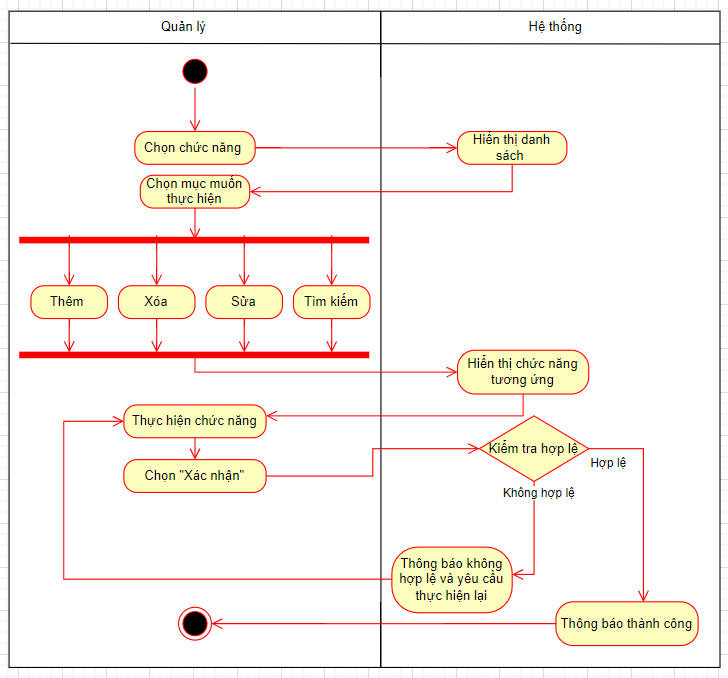 Quản lý
Hệ thống
Chọn chức năng
Hiển thị danh
sách
Chọn mục muốn
thực hiện
Thêm
Xóa
Sửa
Tìm kiếm
Hiển thị chức năng
tương ứng
Thực hiện chức năng
Kiểm tra hợp lệ
Hợp lệ
Chọn "Xác nhận"
Không hợp lệ
Thông báo không
hợp lệ và yêu cầu
thực hiện lại
Thông báo thành công